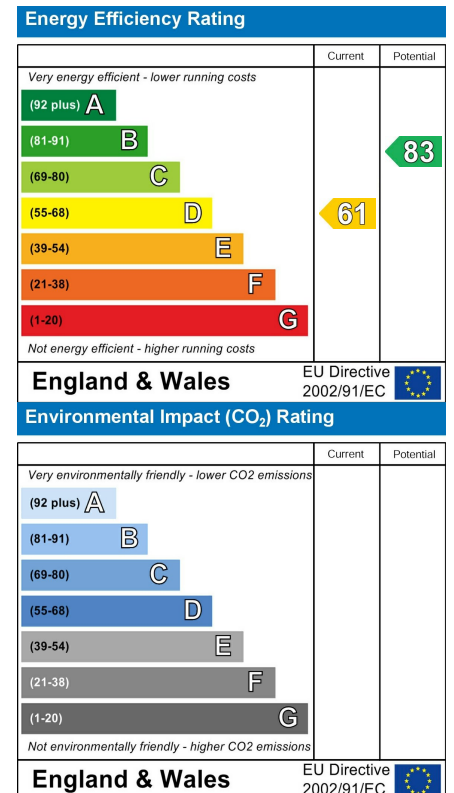 Energy Efficiency Rating
Current Potential
Very energy efficient - lower running costs
(92 plus) A
(81-91) B
83
(69-80) C
(55-68) D
61
(39-54) E
(21-38) F
(1-20) G
Not energy efficient - higher running costs
England & Wales
EU Directive
2002/91/EC
Environmental Impact (CO₂) Rating
Current Potential
Very environmentally friendly - lower CO2 emissions
(92 plus) A
(81-91) B
(69-80) C
(55-68) D
(39-54) E
(21-38) F
(1-20) G
Not environmentally friendly - higher CO2 emissions
England & Wales
EU Directive
2002/91/EC